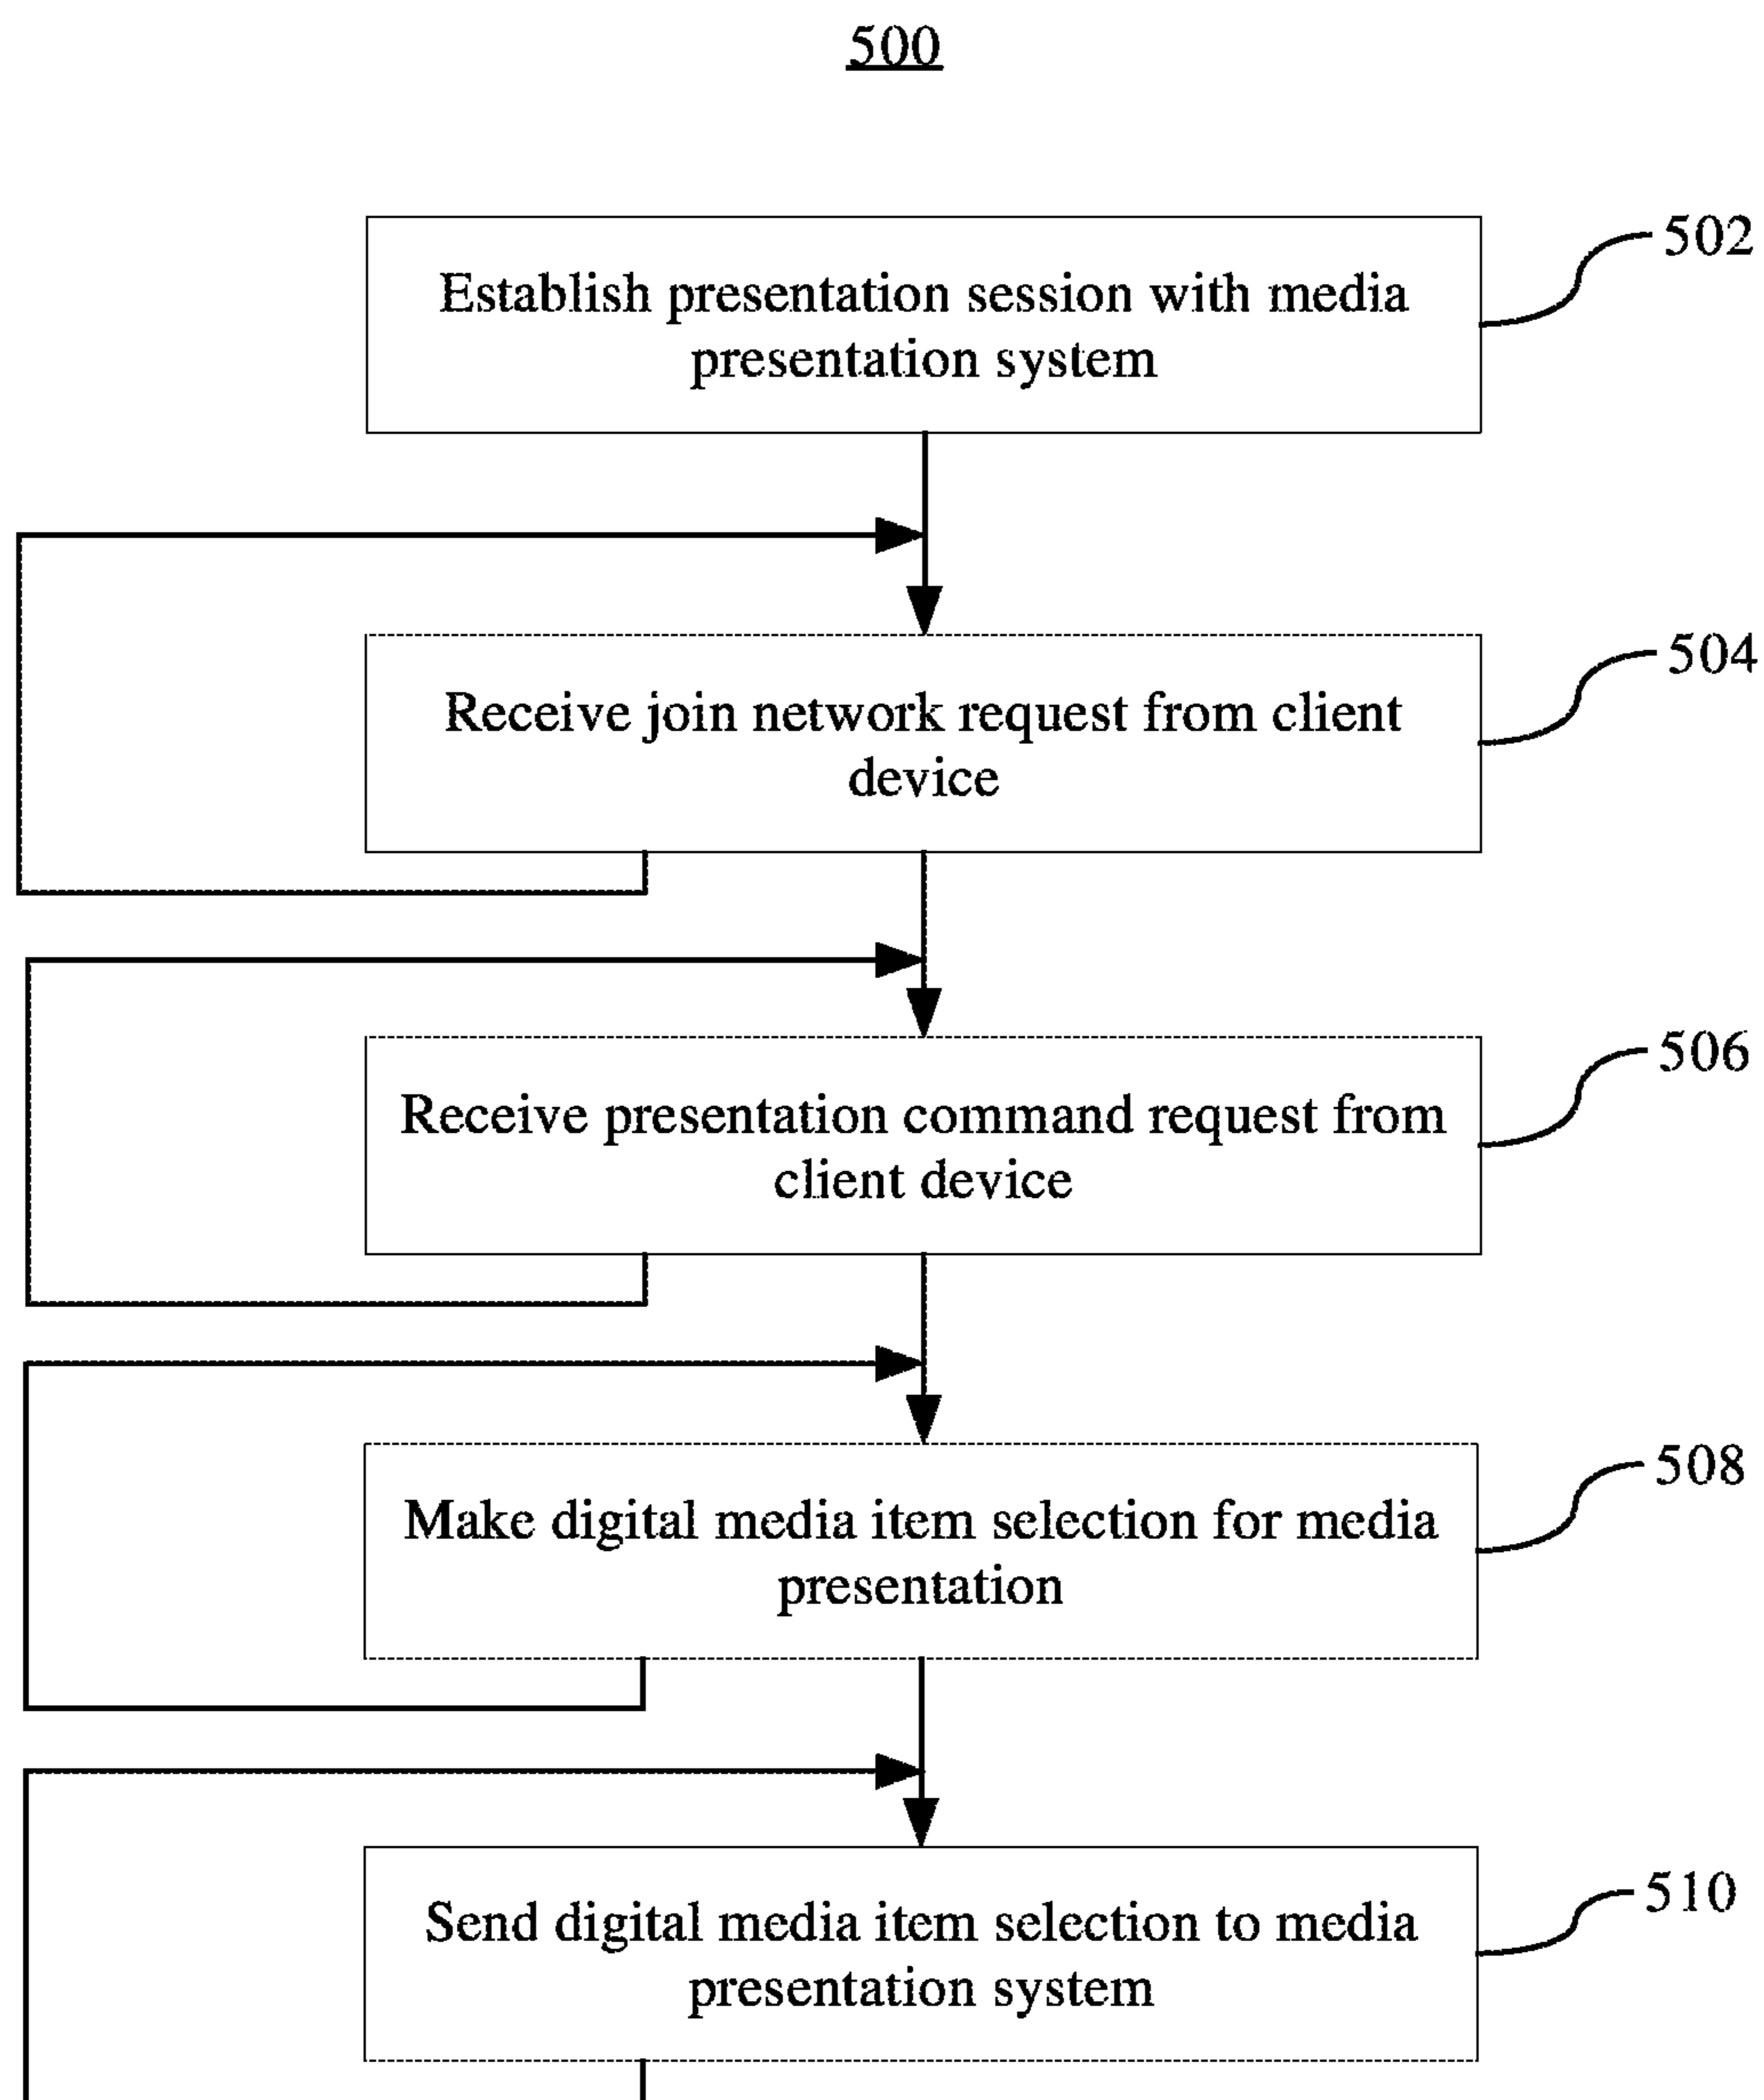 500
Establish presentation session with media
presentation system
502
Receive join network request from client
device
504
Receive presentation command request from
client device
506
Make digital media item selection for media
presentation
508
Send digital media item selection to media
presentation system
510